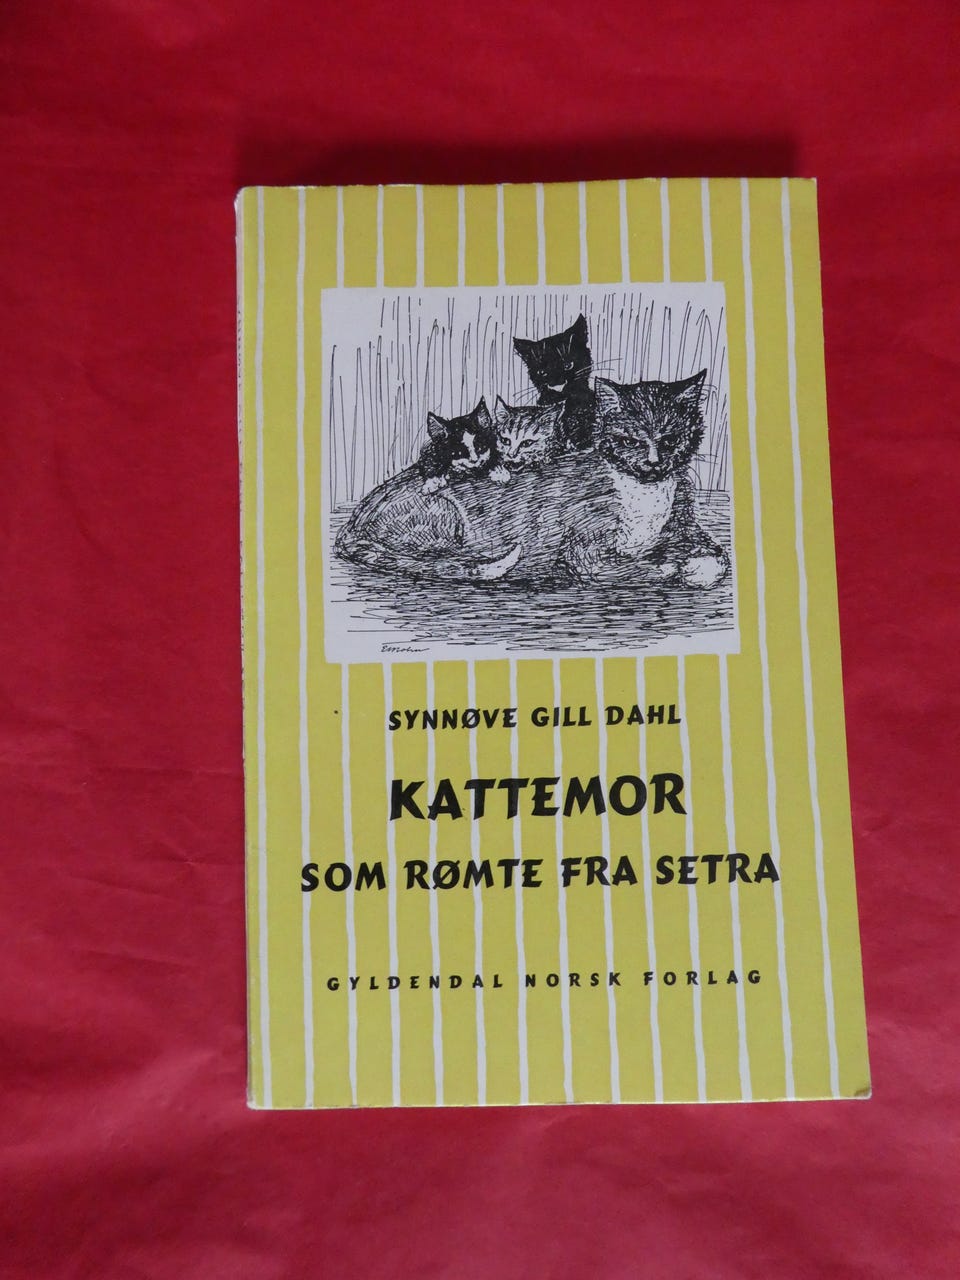 SYNNØVE GILL DAHL
KATTEMOR
SOM RØMTE FRA SETRA
GYLDENDAL NORSK FORLAG